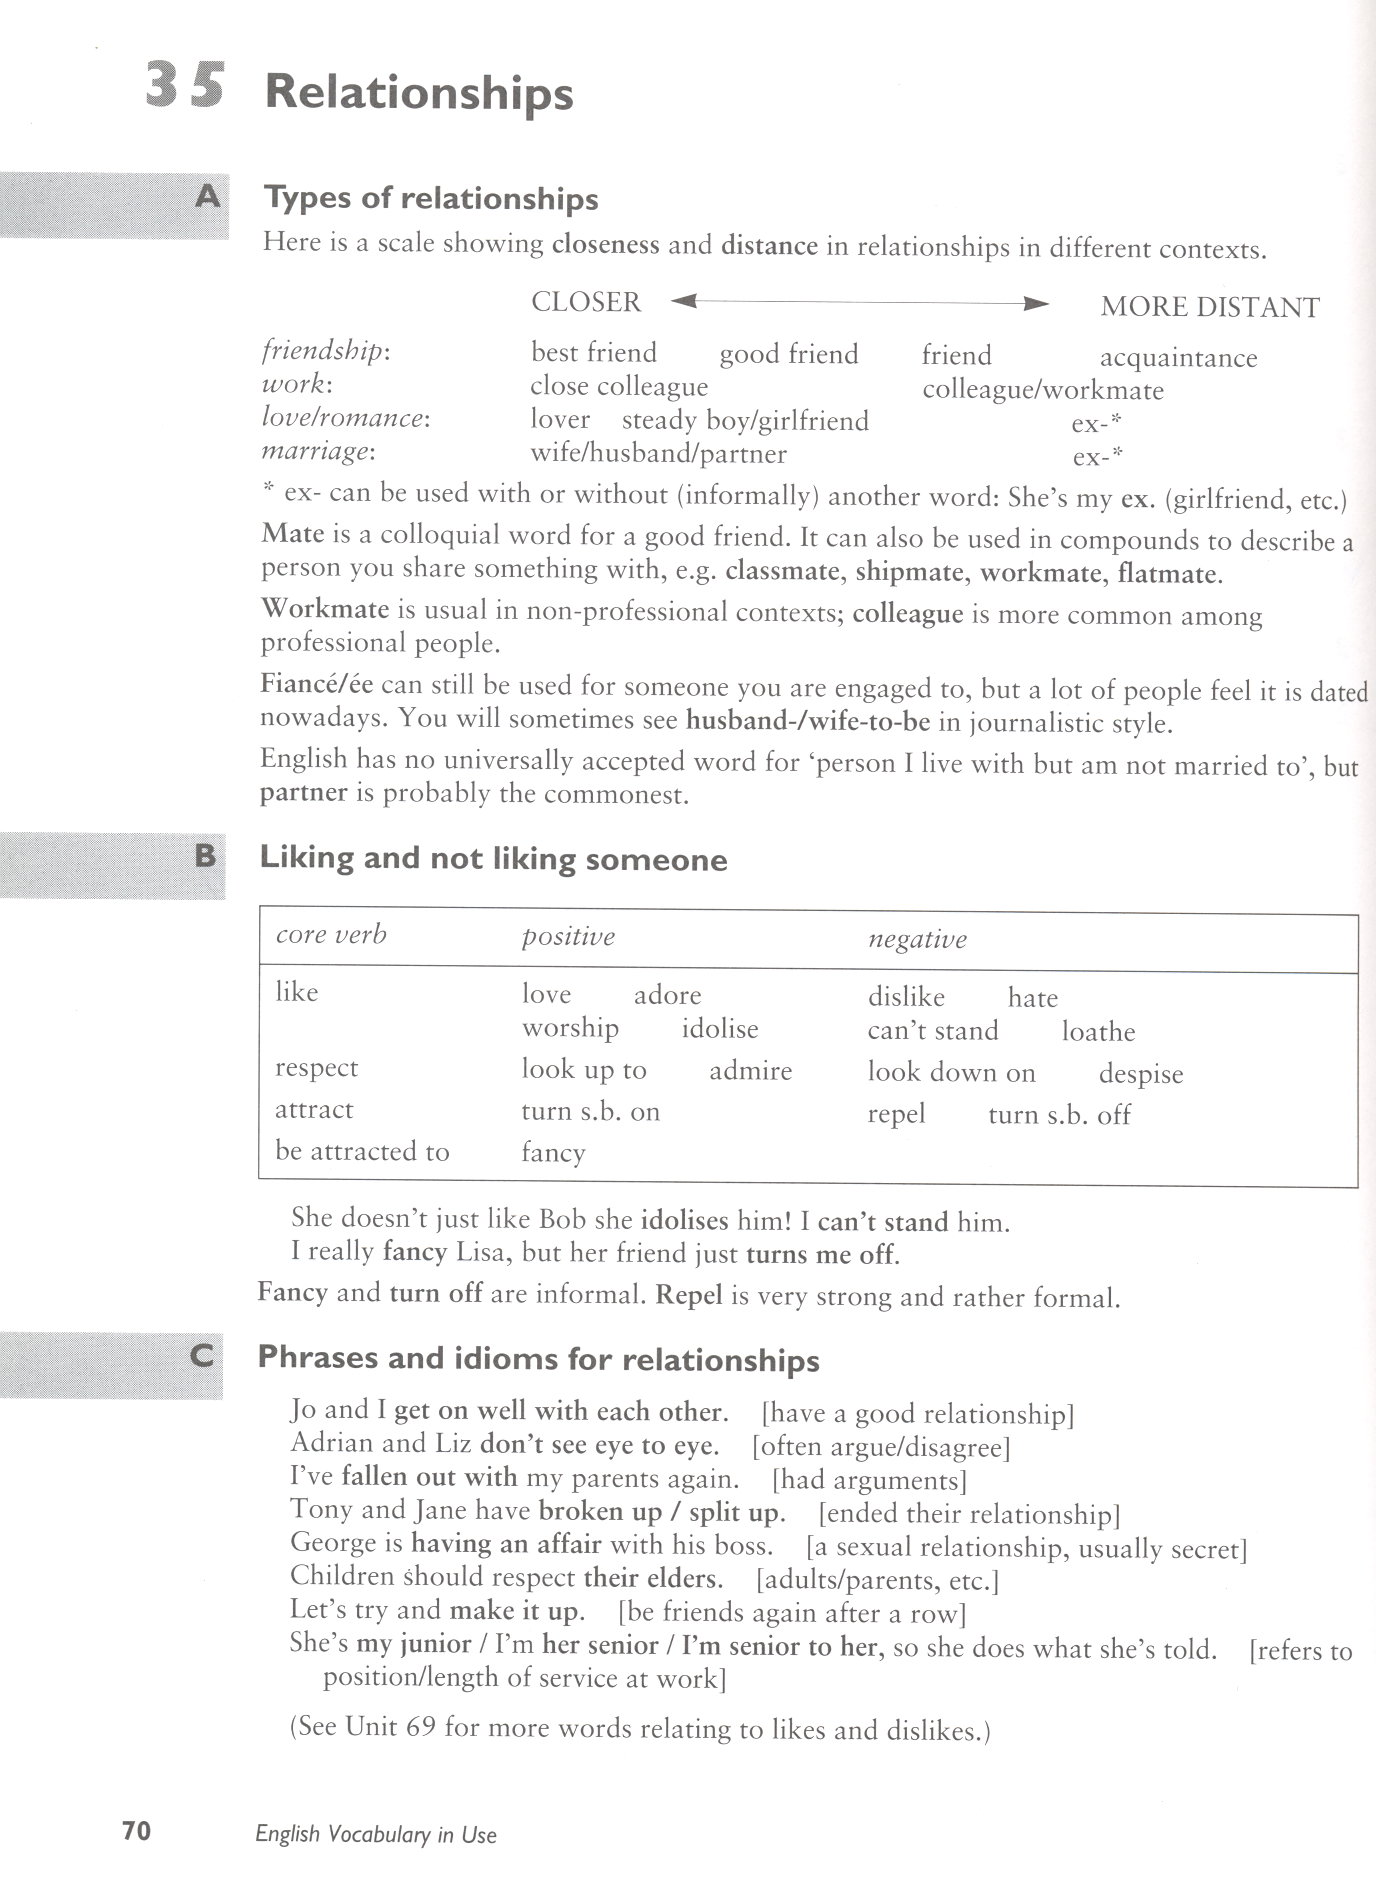 35 Relationships
A Types of relationships
Here is a scale showing closeness and distance in relationships in different contexts.
CLOSER MORE DISTANT
friendship: best friend good friend friend acquaintance
work: close colleague colleague/workmate
love/romance: lover steady boy/girlfriend ex-*
marriage: wife/husband/partner ex-*
* ex- can be used with or without (informally) another word: She's my ex. (girlfriend, etc.)
Mate is a colloquial word for a good friend. It can also be used in compounds to describe a
person you share something with, e.g. classmate, shipmate, workmate, flatmate.
Workmate is usual in non-professional contexts; colleague is more common among
professional people.
Fiancé/ée can still be used for someone you are engaged to, but a lot of people feel it is dated
nowadays. You will sometimes see husband-/wife-to-be in journalistic style.
English has no universally accepted word for 'person I live with but am not married to', but
partner is probably the commonest.
B Liking and not liking someone
core verb positive negative
like love adore dislike hate
worship idolise can't stand loathe
respect look up to admire look down on despise
attract turn s.b. on repel turn s.b. off
be attracted to fancy
She doesn't just like Bob she idolises him! I can't stand him.
I really fancy Lisa, but her friend just turns me off.
Fancy and turn off are informal. Repel is very strong and rather formal.
C Phrases and idioms for relationships
Jo and I get on well with each other. [have a good relationship]
Adrian and Liz don't see eye to eye. [often argue/disagree]
I've fallen out with my parents again. [had arguments]
Tony and Jane have broken up / split up. [ended their relationship]
George is having an affair with his boss. [a sexual relationship, usually secret]
Children should respect their elders. [adults/parents, etc.]
Let's try and make it up. [be friends again after a row]
She's my junior / I'm her senior / I'm senior to her, so she does what she's told. [refers to
position/length of service at work]
(See Unit 69 for more words relating to likes and dislikes.)
70 English Vocabulary in Use